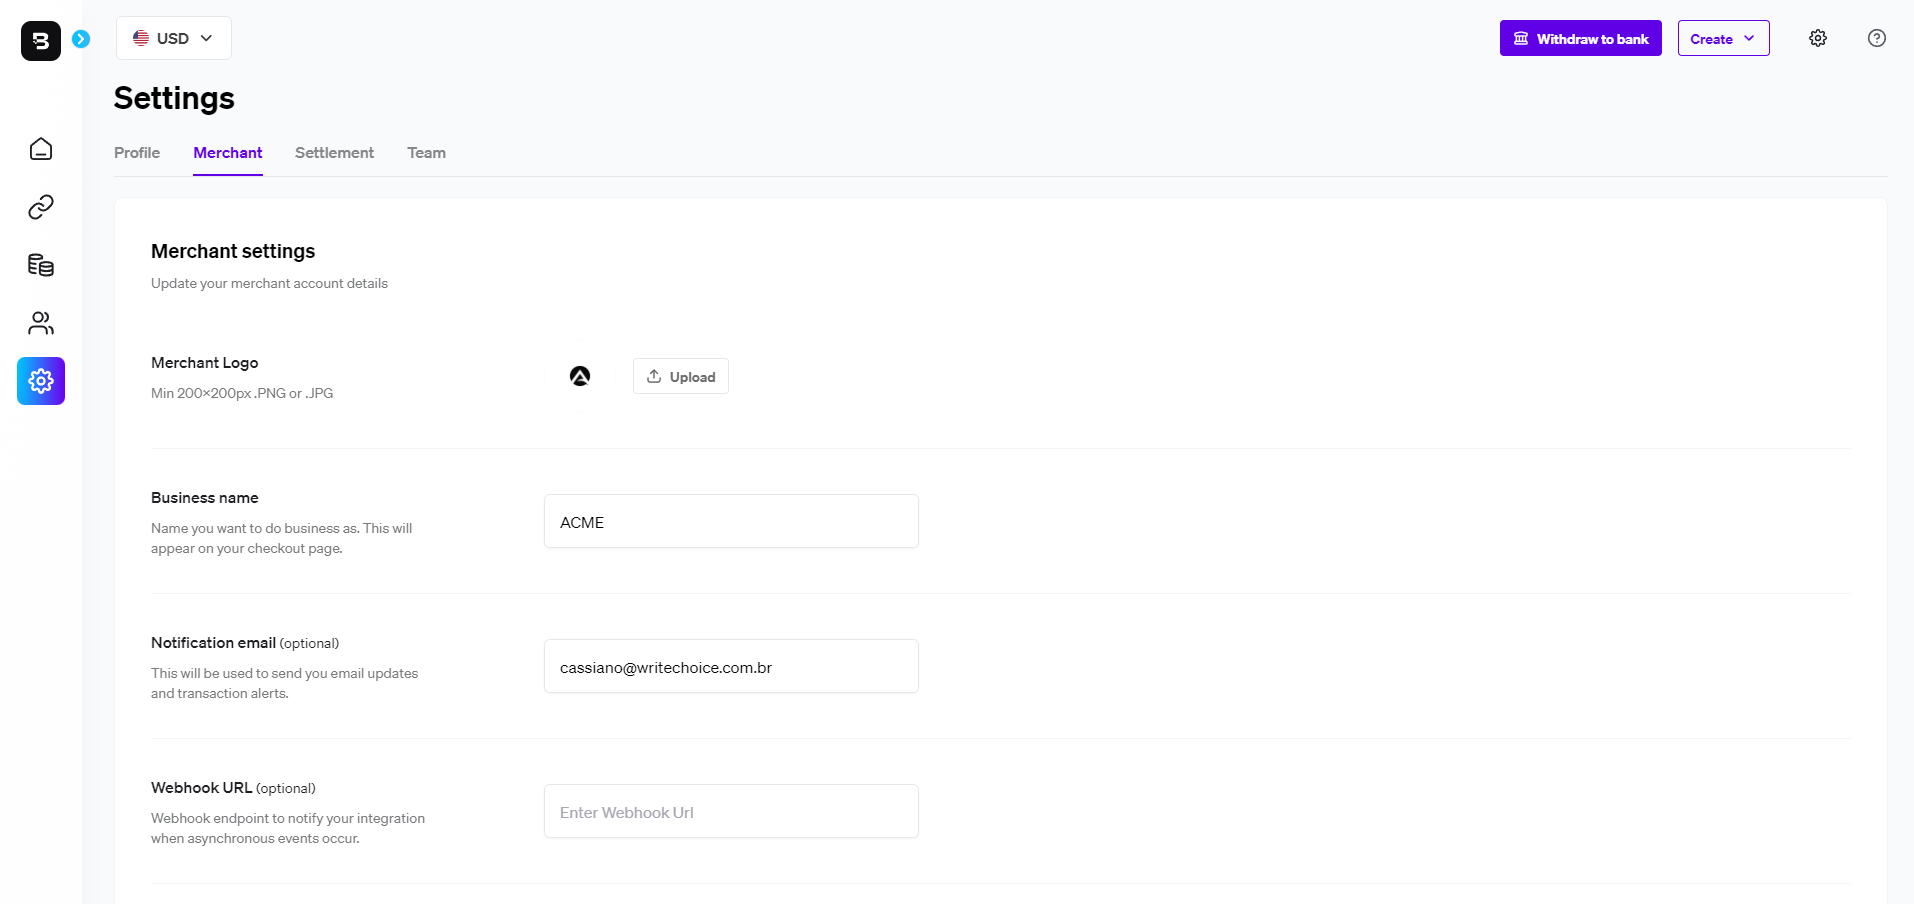 B
USD
Withdraw to bank
Create
Settings
Profile
Merchant
Settlement
Team
Merchant settings
Update your merchant account details
Merchant Logo
Min 200×200px .PNG or .JPG
Upload
Business name
Name you want to do business as. This will
appear on your checkout page.
ACME
Notification email (optional)
This will be used to send you email updates
and transaction alerts.
cassiano@writechoice.com.br
Webhook URL (optional)
Webhook endpoint to notify your integration
when asynchronous events occur.
Enter Webhook Url